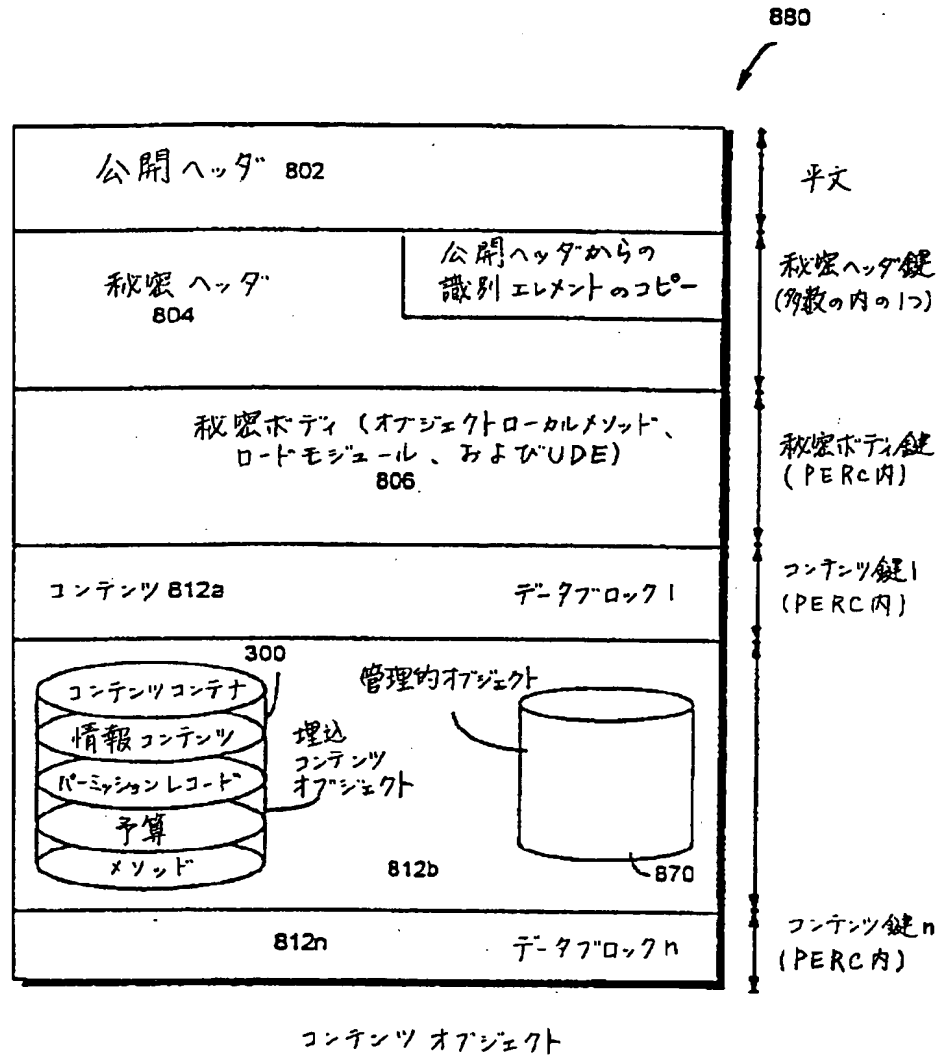 880
公開ヘッダ 802
平文
秘密ヘッダ
804
公開ヘッダからの
識別エレメントのコピー
秘密ヘッダ鍵
(多数の内の1つ)
秘密ボディ (オブジェクトローカルメソッド、
ロードモジュール、およびUDE)
806
秘密ボディ鍵
(PERC内)
コンテンツ 812a
データブロック1
コンテンツ鍵1
(PERC内)
300
コンテンツコンテナ
情報コンテンツ
パーミッションレコード
予算
メソッド
埋込
コンテンツ
オブジェクト
管理的オブジェクト
812b
870
812n
データブロックn
コンテンツ鍵n
(PERC内)
コンテンツ オブジェクト